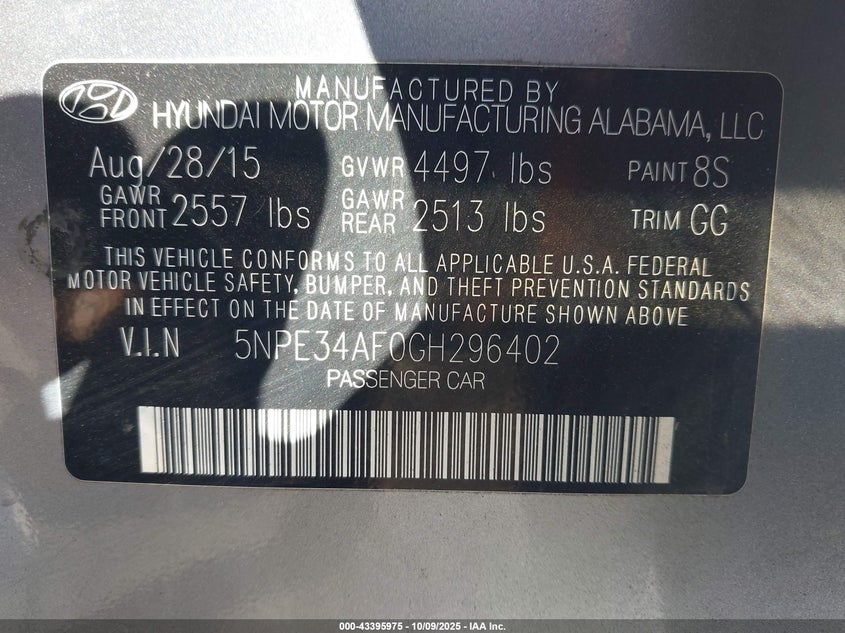 MANUFACTURED BY
HYUNDAI MOTOR MANUFACTURING ALABAMA, LLC
Aug/28/15 GVWR 4497 lbs PAINT 8S
GAWR FRONT 2557 lbs GAWR REAR 2513 lbs TRIM GG
THIS VEHICLE CONFORMS TO ALL APPLICABLE U.S.A. FEDERAL
MOTOR VEHICLE SAFETY, BUMPER, AND THEFT PREVENTION STANDARDS
IN EFFECT ON THE DATE OF MANUFACTURE SHOWN ABOVE
V.I.N 5NPE34AF0GH296402
PASSENGER CAR
000-43395975 - 10/09/2025 - IAA Inc.